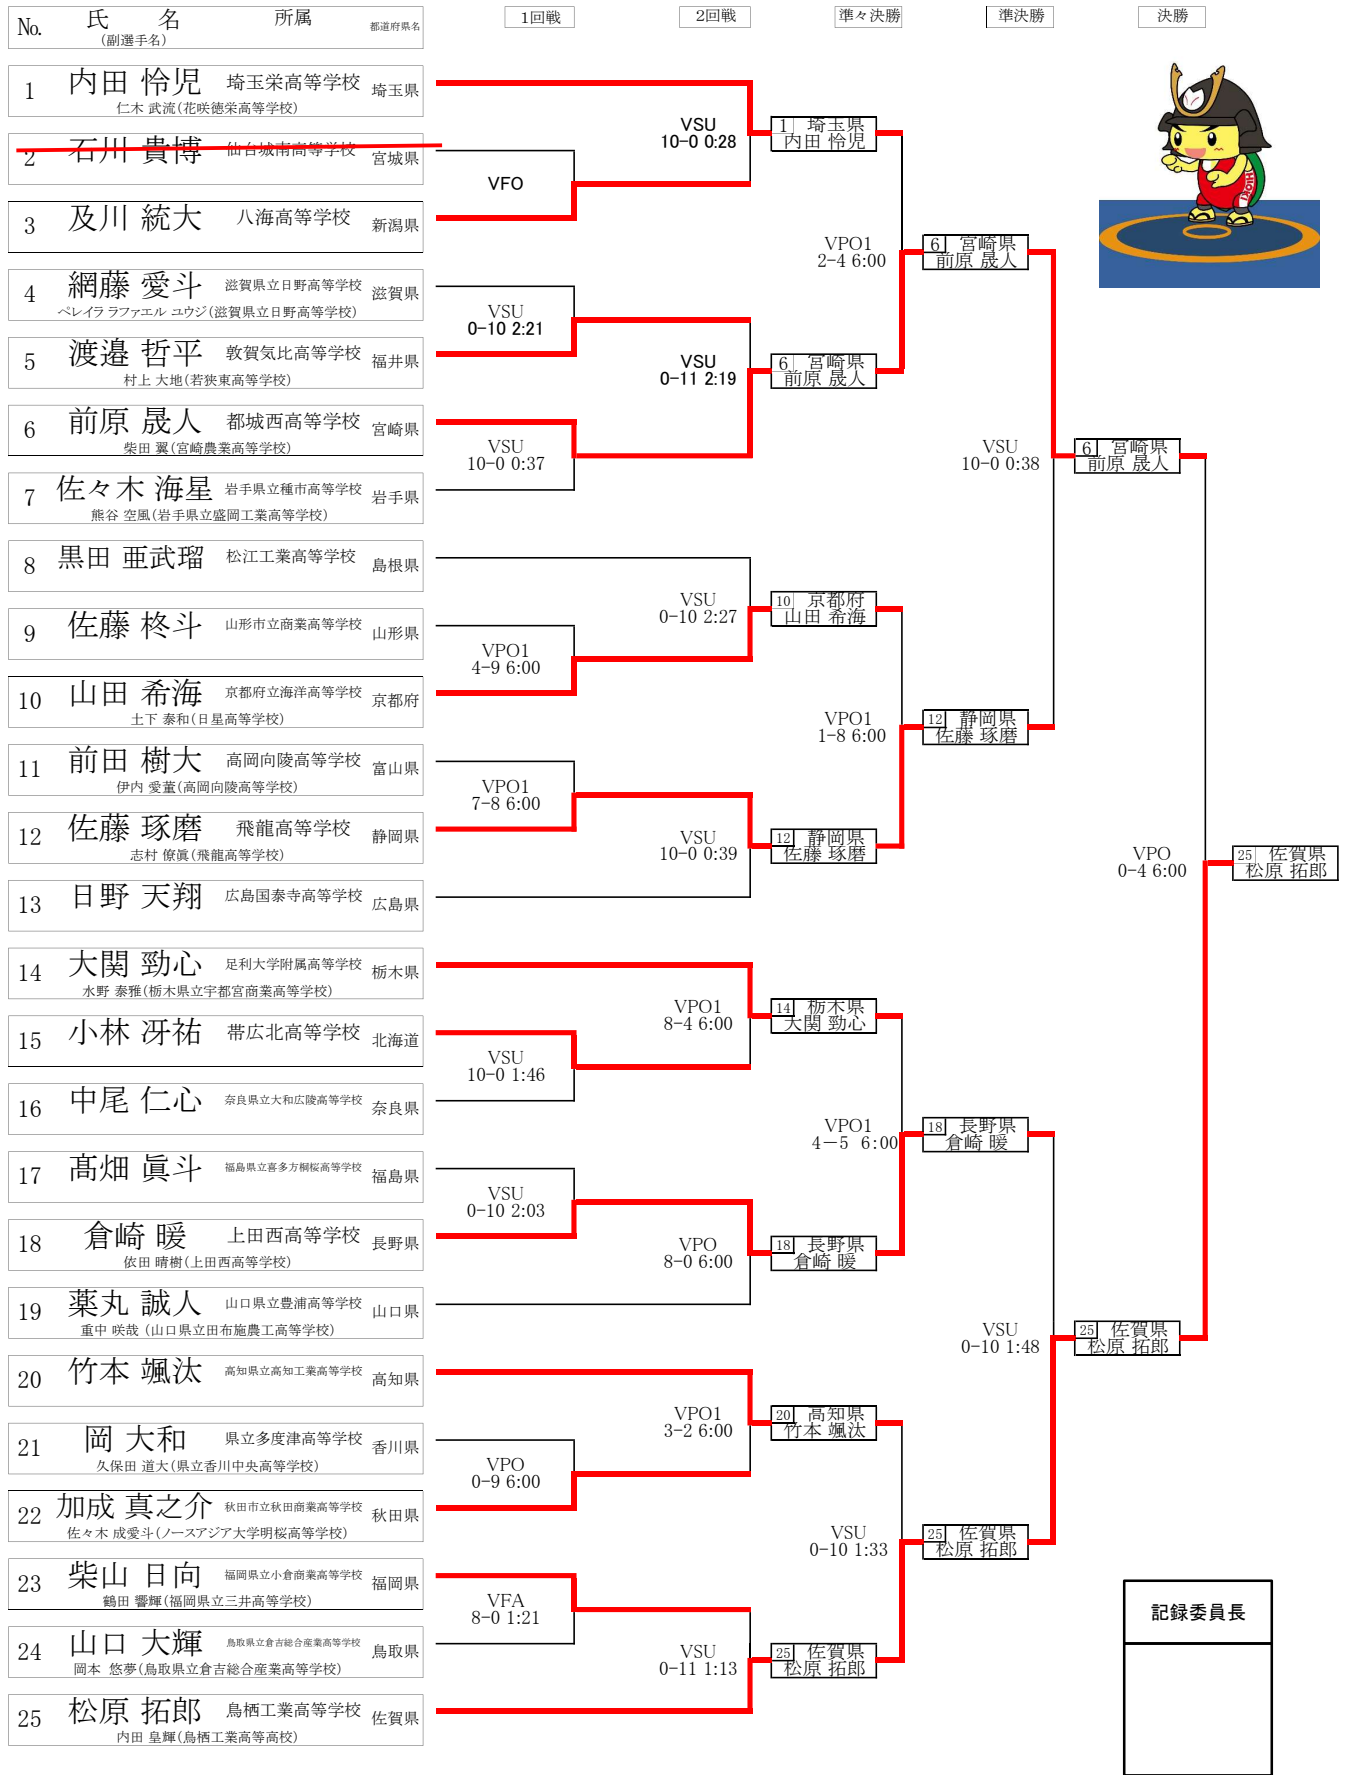 No. 氏 名 所属 都道府県名 1回戦 2回戦 準々決勝 準決勝 決勝
(副選手名)
1 内田 怜児 埼玉栄高等学校 埼玉県
仁木 武流(花咲徳栄高等学校)
2 石川 貴博 仙台城南高等学校 宮城県
3 及川 統大 八海高等学校 新潟県
4 網藤 愛斗 滋賀県立日野高等学校 滋賀県
ペレイラ ラファエル ユウジ(滋賀県立日野高等学校)
5 渡邉 哲平 敦賀気比高等学校 福井県
村上 大地(若狭東高等学校)
6 前原 晟人 都城西高等学校 宮崎県
柴田 翼(宮崎農業高等学校)
7 佐々木 海星 岩手県立種市高等学校 岩手県
熊谷 空風(岩手県立盛岡工業高等学校)
8 黒田 亜武瑠 松江工業高等学校 島根県
9 佐藤 柊斗 山形市立商業高等学校 山形県
10 山田 希海 京都府立海洋高等学校 京都府
土下 泰和(日星高等学校)
11 前田 樹大 高岡向陵高等学校 富山県
伊内 愛菫(高岡向陵高等学校)
12 佐藤 琢磨 飛龍高等学校 静岡県
志村 僚眞(飛龍高等学校)
13 日野 天翔 広島国泰寺高等学校 広島県
14 大関 勁心 足利大学附属高等学校 栃木県
水野 泰雅(栃木県立宇都宮商業高等学校)
15 小林 冴祐 帯広北高等学校 北海道
16 中尾 仁心 奈良県立大和広陵高等学校 奈良県
17 髙畑 眞斗 福島県立喜多方桐桜高等学校 福島県
18 倉崎 暖 上田西高等学校 長野県
依田 晴樹(上田西高等学校)
19 薬丸 誠人 山口県立豊浦高等学校 山口県
重中 咲哉 (山口県立田布施農工高等学校)
20 竹本 颯汰 高知県立高知工業高等学校 高知県
21 岡 大和 県立多度津高等学校 香川県
久保田 道大(県立香川中央高等学校)
22 加成 真之介 秋田市立秋田商業高等学校 秋田県
佐々木 成愛斗(ノースアジア大学明桜高等学校)
23 柴山 日向 福岡県立小倉商業高等学校 福岡県
鶴田 響輝(福岡県立三井高等学校)
24 山口 大輝 鳥取県立倉吉総合産業高等学校 鳥取県
岡本 悠夢(鳥取県立倉吉総合産業高等学校)
25 松原 拓郎 鳥栖工業高等学校 佐賀県
内田 皇輝(鳥栖工業高等高校)
VFO
VSU
0-10 2:21
VSU
10-0 0:37
VPO1
4-9 6:00
VPO1
7-8 6:00
VSU
10-0 1:46
VSU
0-10 2:03
VPO
0-9 6:00
VFA
8-0 1:21
VSU
10-0 0:28
VSU
0-11 2:19
VSU
0-10 2:27
VSU
10-0 0:39
VPO1
8-4 6:00
VPO
8-0 6:00
VPO1
3-2 6:00
VSU
0-11 1:13
1 埼玉県
内田 怜児
6 宮崎県
前原 晟人
10 京都府
山田 希海
12 静岡県
佐藤 琢磨
14 栃木県
大関 勁心
18 長野県
倉崎 暖
20 高知県
竹本 颯汰
25 佐賀県
松原 拓郎
VPO1
2-4 6:00
VPO1
1-8 6:00
VPO1
4－5 6:00
VSU
0-10 1:33
6 宮崎県
前原 晟人
12 静岡県
佐藤 琢磨
18 長野県
倉崎 暖
25 佐賀県
松原 拓郎
VSU
10-0 0:38
VSU
0-10 1:48
6 宮崎県
前原 晟人
25 佐賀県
松原 拓郎
VPO
0-4 6:00
25 佐賀県
松原 拓郎
記録委員長